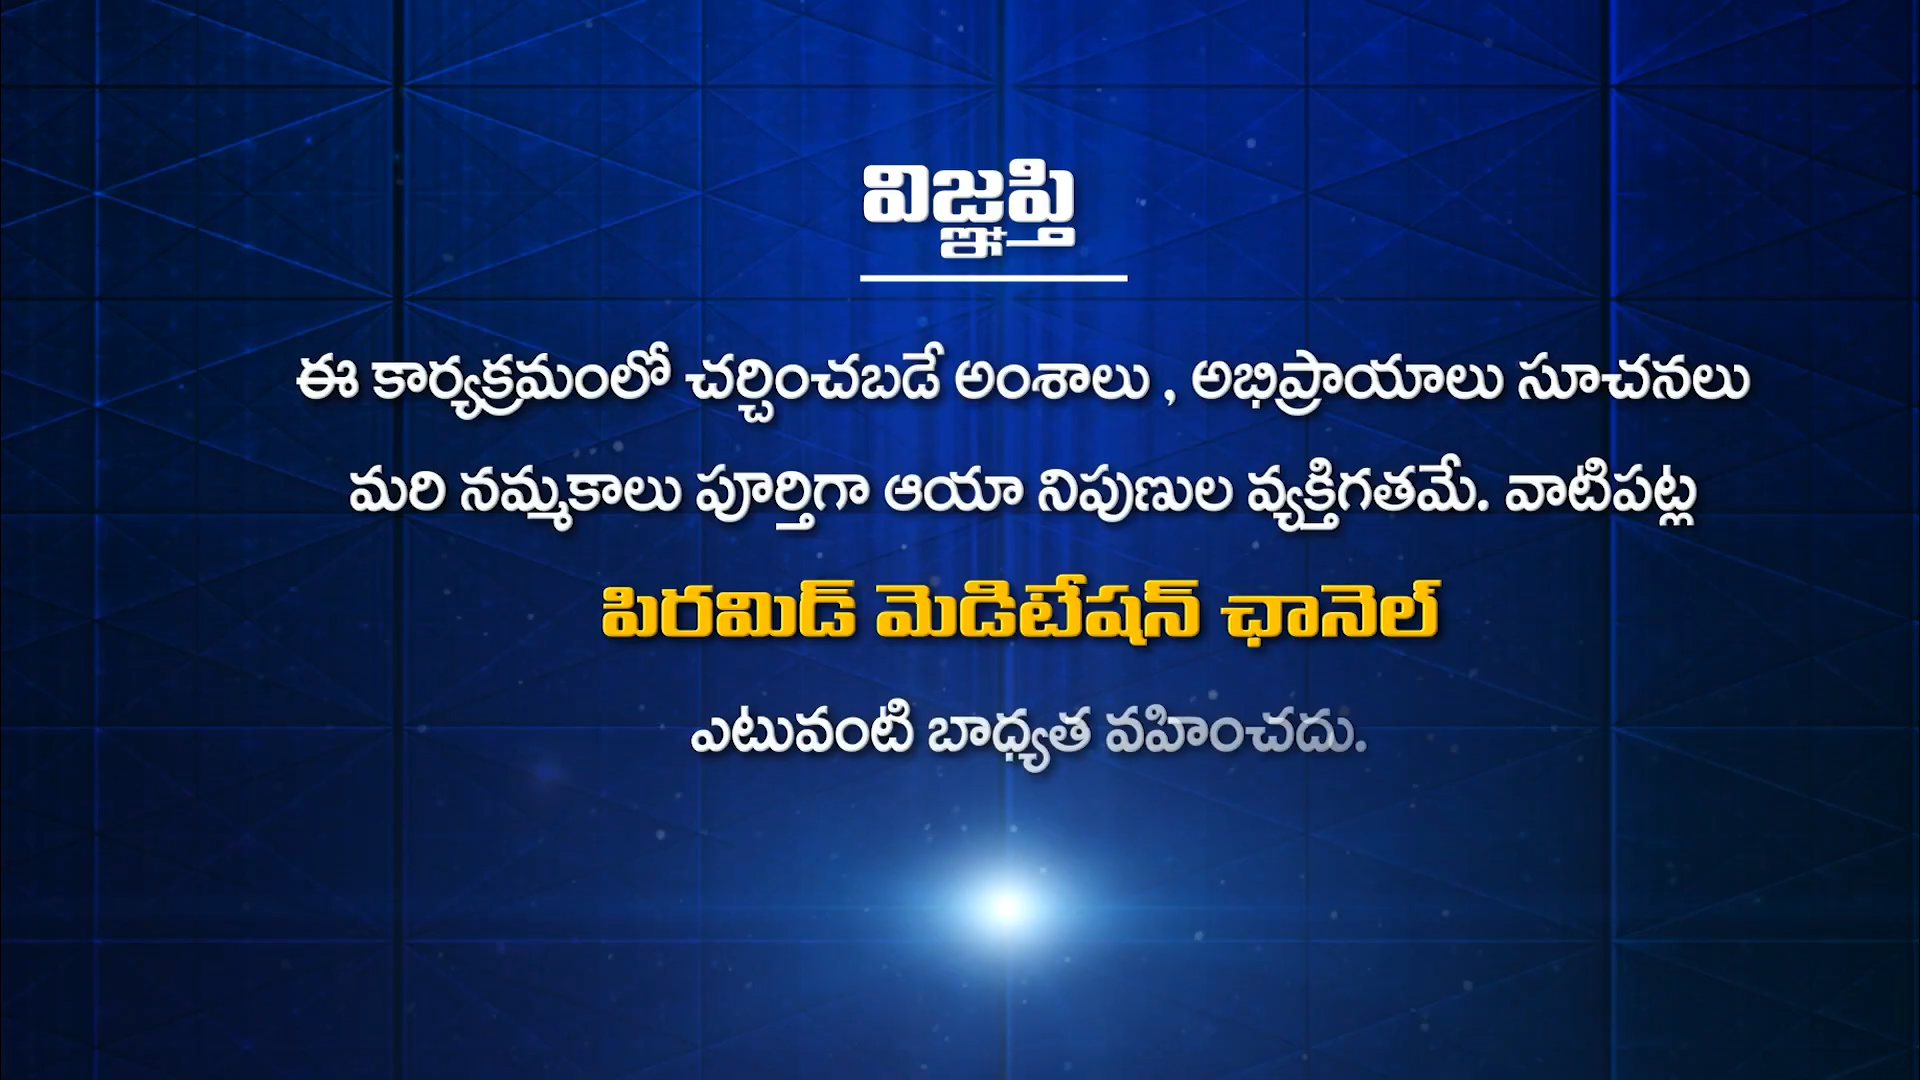 విజ్ఞప్తి
ఈ కార్యక్రమంలో చర్చించబడే అంశాలు , అభిప్రాయాలు సూచనలు
మరి నమ్మకాలు పూర్తిగా ఆయా నిపుణుల వ్యక్తిగతమే. వాటిపట్ల
పిరమిడ్ మెడిటేషన్ ఛానెల్
ఎటువంటి బాధ్యత వహించదు.